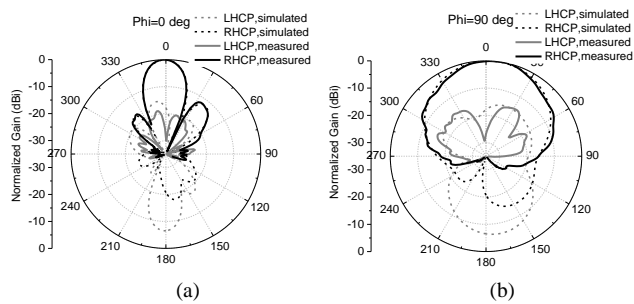 Phi=0 deg
LHCP,simulated
RHCP,simulated
LHCP,measured
RHCP,measured
Normalized Gain (dBi)
0
-10
-20
-30
-30
-20
-10
0
0
60
90
120
150
180
210
240
270
300
330
(a)
Phi=90 deg
LHCP,simulated
RHCP,simulated
LHCP,measured
RHCP,measured
Normalized Gain (dBi)
0
-10
-20
-30
-30
-20
-10
0
0
60
90
120
150
180
210
240
270
300
330
(b)